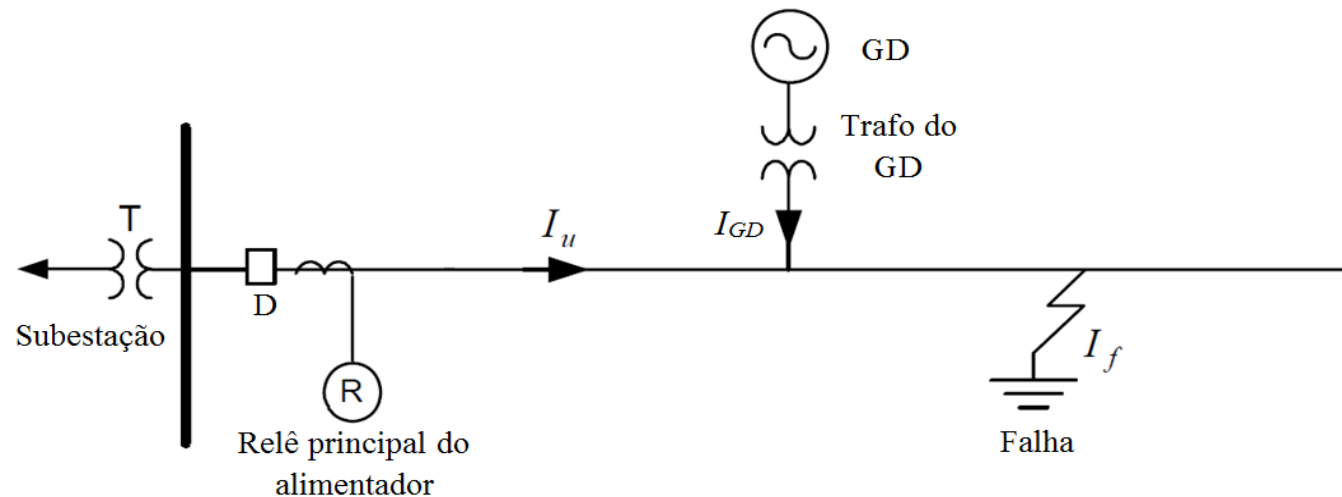 GD
Trafo do
GD
T
I_u
I_GD
D
Subestação
R
I_f
Relê principal do
alimentador
Falha